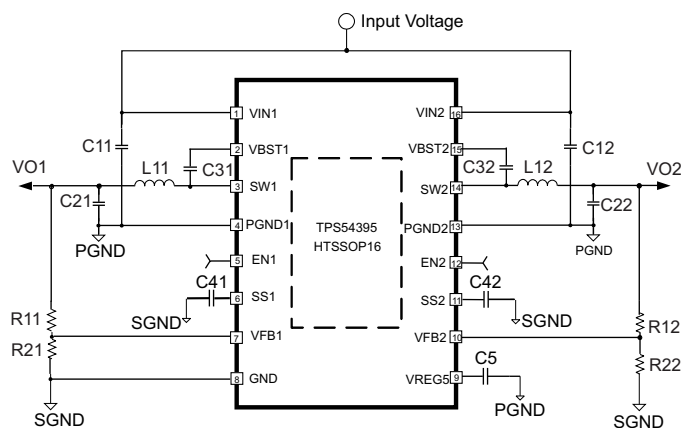 Input Voltage
1 VIN1 VIN2 16
C11 C12
2 VBST1 VBST2 15
VO1 L11 C31 C32 L12 VO2
3 SW1 SW2 14
C21 C22
TPS54395
HTSSOP16
4 PGND1 PGND2 13
PGND PGND
5 EN1 EN2 12
C41 C42
6 SS1 SS2 11
SGND SGND
R11 R12
7 VFB1 VFB2 10
R21 R22
C5
8 GND VREG5 9
SGND PGND SGND